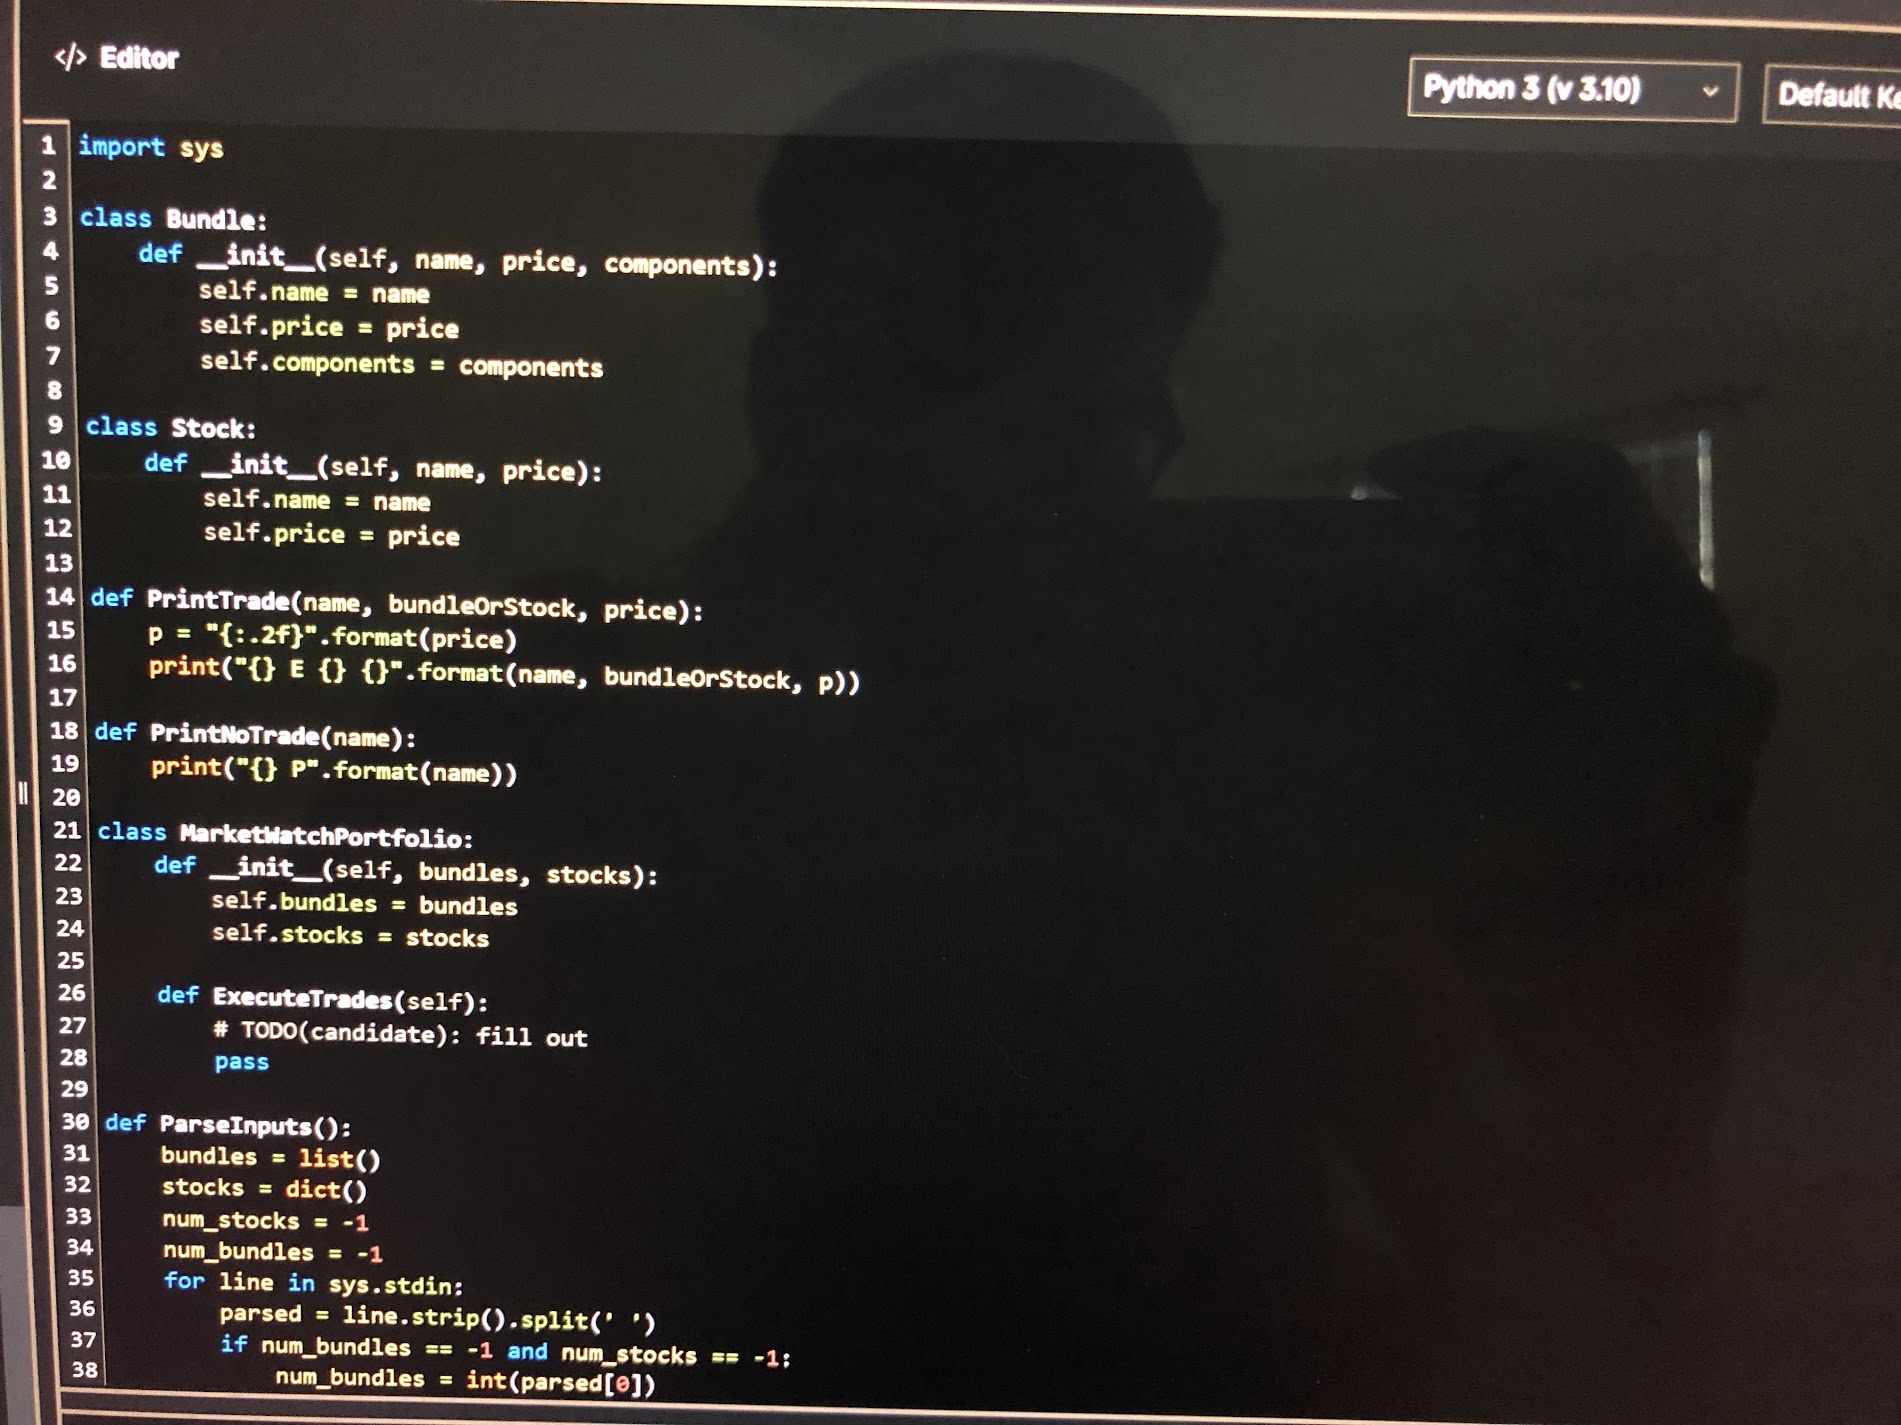 </> Editor
Python 3 (v 3.10)
Default
1 import sys
2
3 class Bundle:
4     def __init__(self, name, price, components):
5         self.name = name
6         self.price = price
7         self.components = components
8
9 class Stock:
10     def __init__(self, name, price):
11         self.name = name
12         self.price = price
13
14 def PrintTrade(name, bundleOrStock, price):
15     p = "{:.2f}".format(price)
16     print("{} E {} {}".format(name, bundleOrStock, p))
17
18 def PrintNoTrade(name):
19     print("{} P".format(name))
20
21 class MarketWatchPortfolio:
22     def __init__(self, bundles, stocks):
23         self.bundles = bundles
24         self.stocks = stocks
25
26     def ExecuteTrades(self):
27         # TODO(candidate): fill out
28         pass
29
30 def ParseInputs():
31     bundles = list()
32     stocks = dict()
33     num_stocks = -1
34     num_bundles = -1
35     for line in sys.stdin:
36         parsed = line.strip().split(' ')
37         if num_bundles == -1 and num_stocks == -1:
38             num_bundles = int(parsed[0])